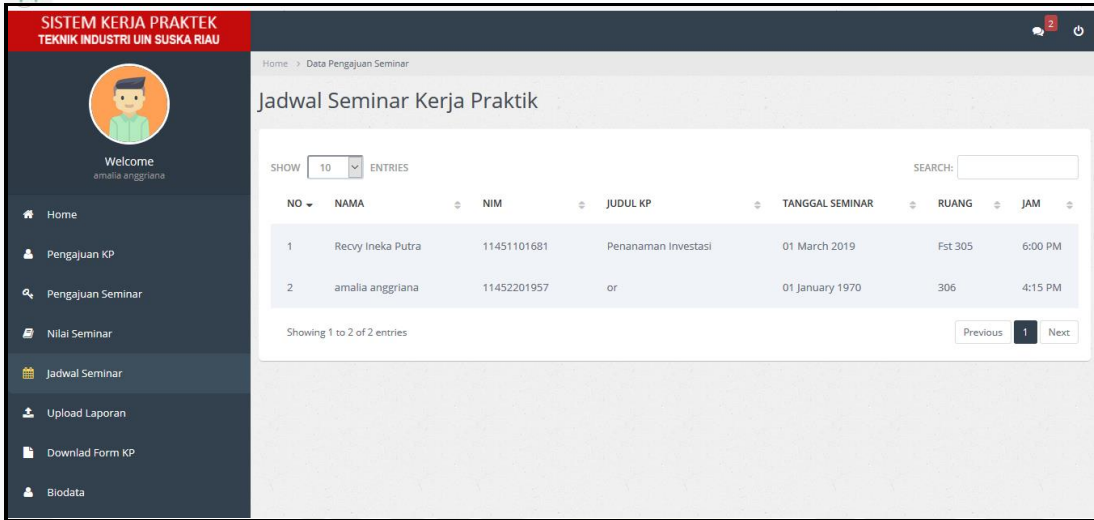 SISTEM KERJA PRAKTEK
TEKNIK INDUSTRI UIN SUSKA RIAU
2
Welcome
amalia anggriana
Home
Pengajuan KP
Pengajuan Seminar
Nilai Seminar
Jadwal Seminar
Upload Laporan
Downlad Form KP
Biodata
Home > Data Pengajuan Seminar
Jadwal Seminar Kerja Praktik
SHOW 10 ENTRIES SEARCH:
NO NAMA NIM JUDUL KP TANGGAL SEMINAR RUANG JAM
1 Recvy Ineka Putra 11451101681 Penanaman Investasi 01 March 2019 Fst 305 6:00 PM
2 amalia anggriana 11452201957 or 01 January 1970 306 4:15 PM
Showing 1 to 2 of 2 entries Previous 1 Next